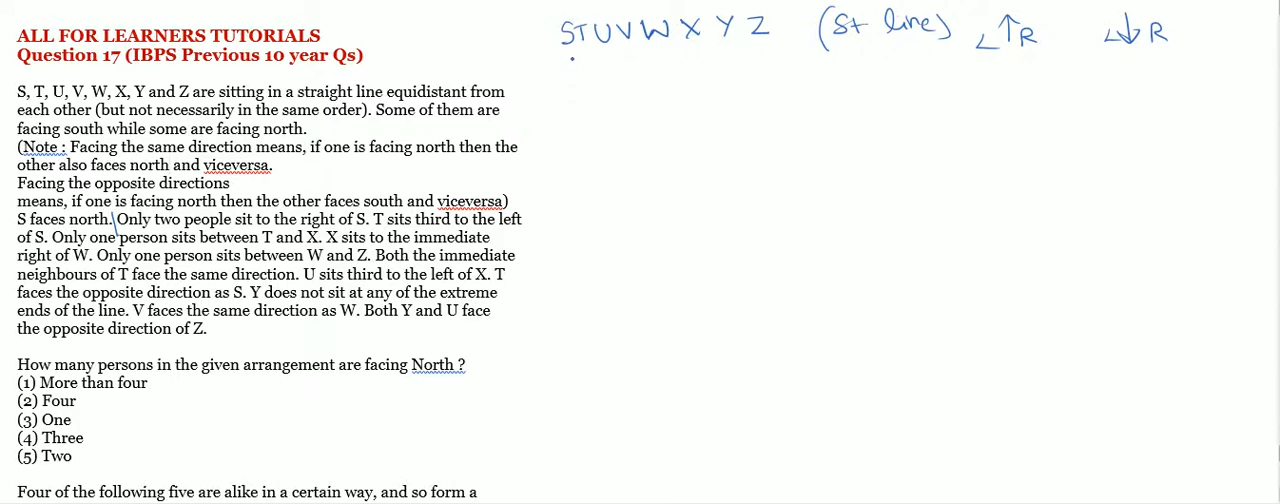 ALL FOR LEARNERS TUTORIALS
Question 17 (IBPS Previous 10 year Qs)
S T U V W X Y Z (St line) L↑R L↓R
S, T, U, V, W, X, Y and Z are sitting in a straight line equidistant from
each other (but not necessarily in the same order). Some of them are
facing south while some are facing north.
(Note : Facing the same direction means, if one is facing north then the
other also faces north and viceversa.
Facing the opposite directions
means, if one is facing north then the other faces south and viceversa)
S faces north. Only two people sit to the right of S. T sits third to the left
of S. Only one person sits between T and X. X sits to the immediate
right of W. Only one person sits between W and Z. Both the immediate
neighbours of T face the same direction. U sits third to the left of X. T
faces the opposite direction as S. Y does not sit at any of the extreme
ends of the line. V faces the same direction as W. Both Y and U face
the opposite direction of Z.
How many persons in the given arrangement are facing North ?
(1) More than four
(2) Four
(3) One
(4) Three
(5) Two
Four of the following five are alike in a certain way, and so form a